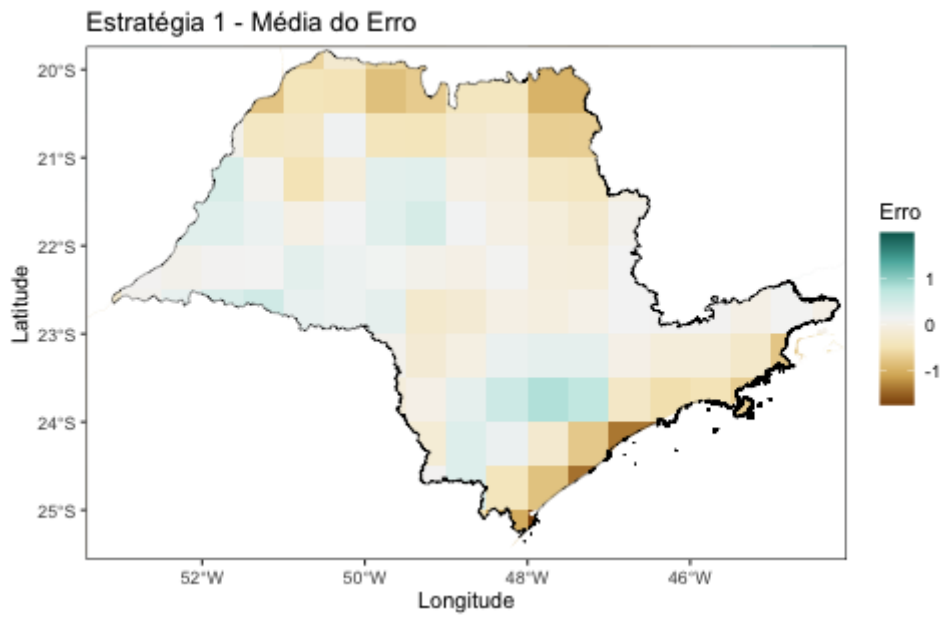 Estratégia 1 - Média do Erro
20°S
21°S
22°S
23°S
24°S
25°S
Latitude
52°W
50°W
48°W
46°W
Longitude
Erro
1
0
-1